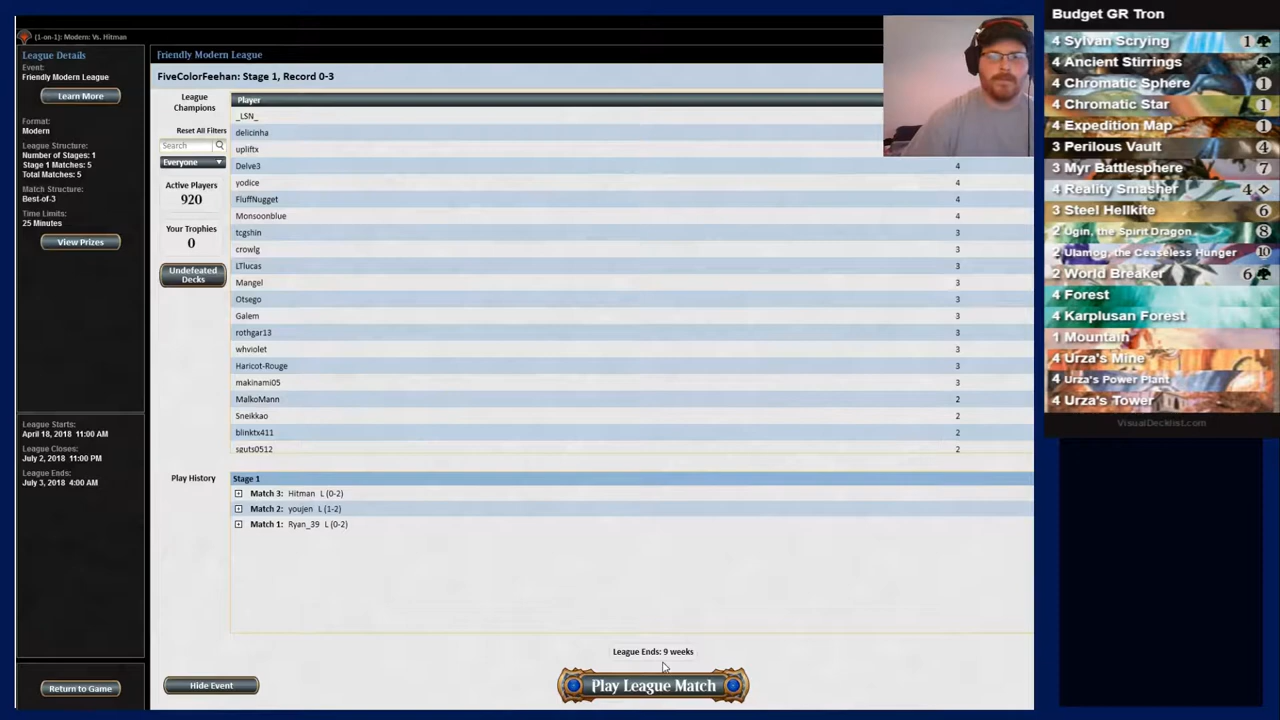 (1-on-1): Modern: Vs. Hitman
League Details
Event:
Friendly Modern League
Learn More
Format:
Modern
League Structure:
Number of Stages: 1
Stage 1 Matches: 5
Total Matches: 5
Match Structure:
Best-of-3
Time Limits:
25 Minutes
View Prizes
League Starts:
April 18, 2018 11:00 AM
League Closes:
July 2, 2018 11:00 PM
League Ends:
July 3, 2018 4:00 AM
Return to Game
Friendly Modern League
FiveColorFeehan: Stage 1, Record 0-3
League Champions
Reset All Filters
Search
Everyone
Active Players
920
Your Trophies
0
Undefeated Decks
Player
_LSN_
delicinha
upliftx
Delve3 4
yodice 4
FluffNugget 4
Monsoonblue 4
tcgshin 3
crowlg 3
LTlucas 3
Mangel 3
Otsego 3
Galem 3
rothgar13 3
whviolet 3
Haricot-Rouge 3
makinami05 3
MalkoMann 2
Sneikkao 2
blinktx411 2
sguts0512 2
Play History
Stage 1
Match 3: Hitman L (0-2)
Match 2: youjen L (1-2)
Match 1: Ryan_39 L (0-2)
League Ends: 9 weeks
Hide Event
Play League Match
Budget GR Tron
4 Sylvan Scrying 1
4 Ancient Stirrings
4 Chromatic Sphere 1
4 Chromatic Star 1
4 Expedition Map 1
3 Perilous Vault 4
3 Myr Battlesphere 7
4 Reality Smasher 4
3 Steel Hellkite 6
2 Ugin, the Spirit Dragon 8
2 Ulamog, the Ceaseless Hunger 10
2 World Breaker 6
4 Forest
4 Karplusan Forest
1 Mountain
4 Urza's Mine
4 Urza's Power Plant
4 Urza's Tower
VisualDecklist.com